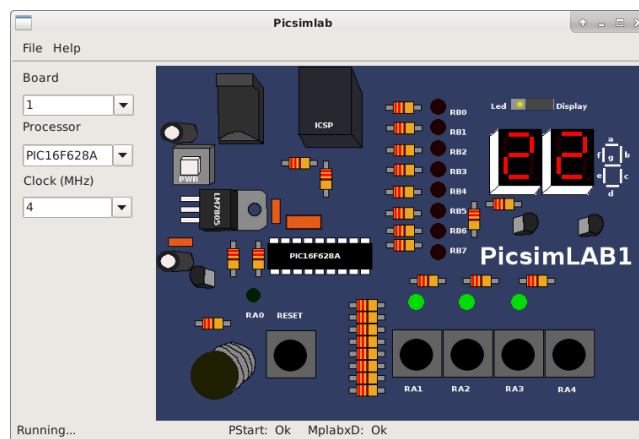 Picsimlab
File Help
Board
1
Processor
PIC16F628A
Clock (MHz)
4
ICSP
PWR
LM7805
PIC16F628A
RB0
RB1
RB2
RB3
RB4
RB5
RB6
RB7
Led Display
22
a
f g b
e c
d
PicsimLAB1
RA0 RESET
RA1 RA2 RA3 RA4
Running... PStart: Ok MplabxD: Ok